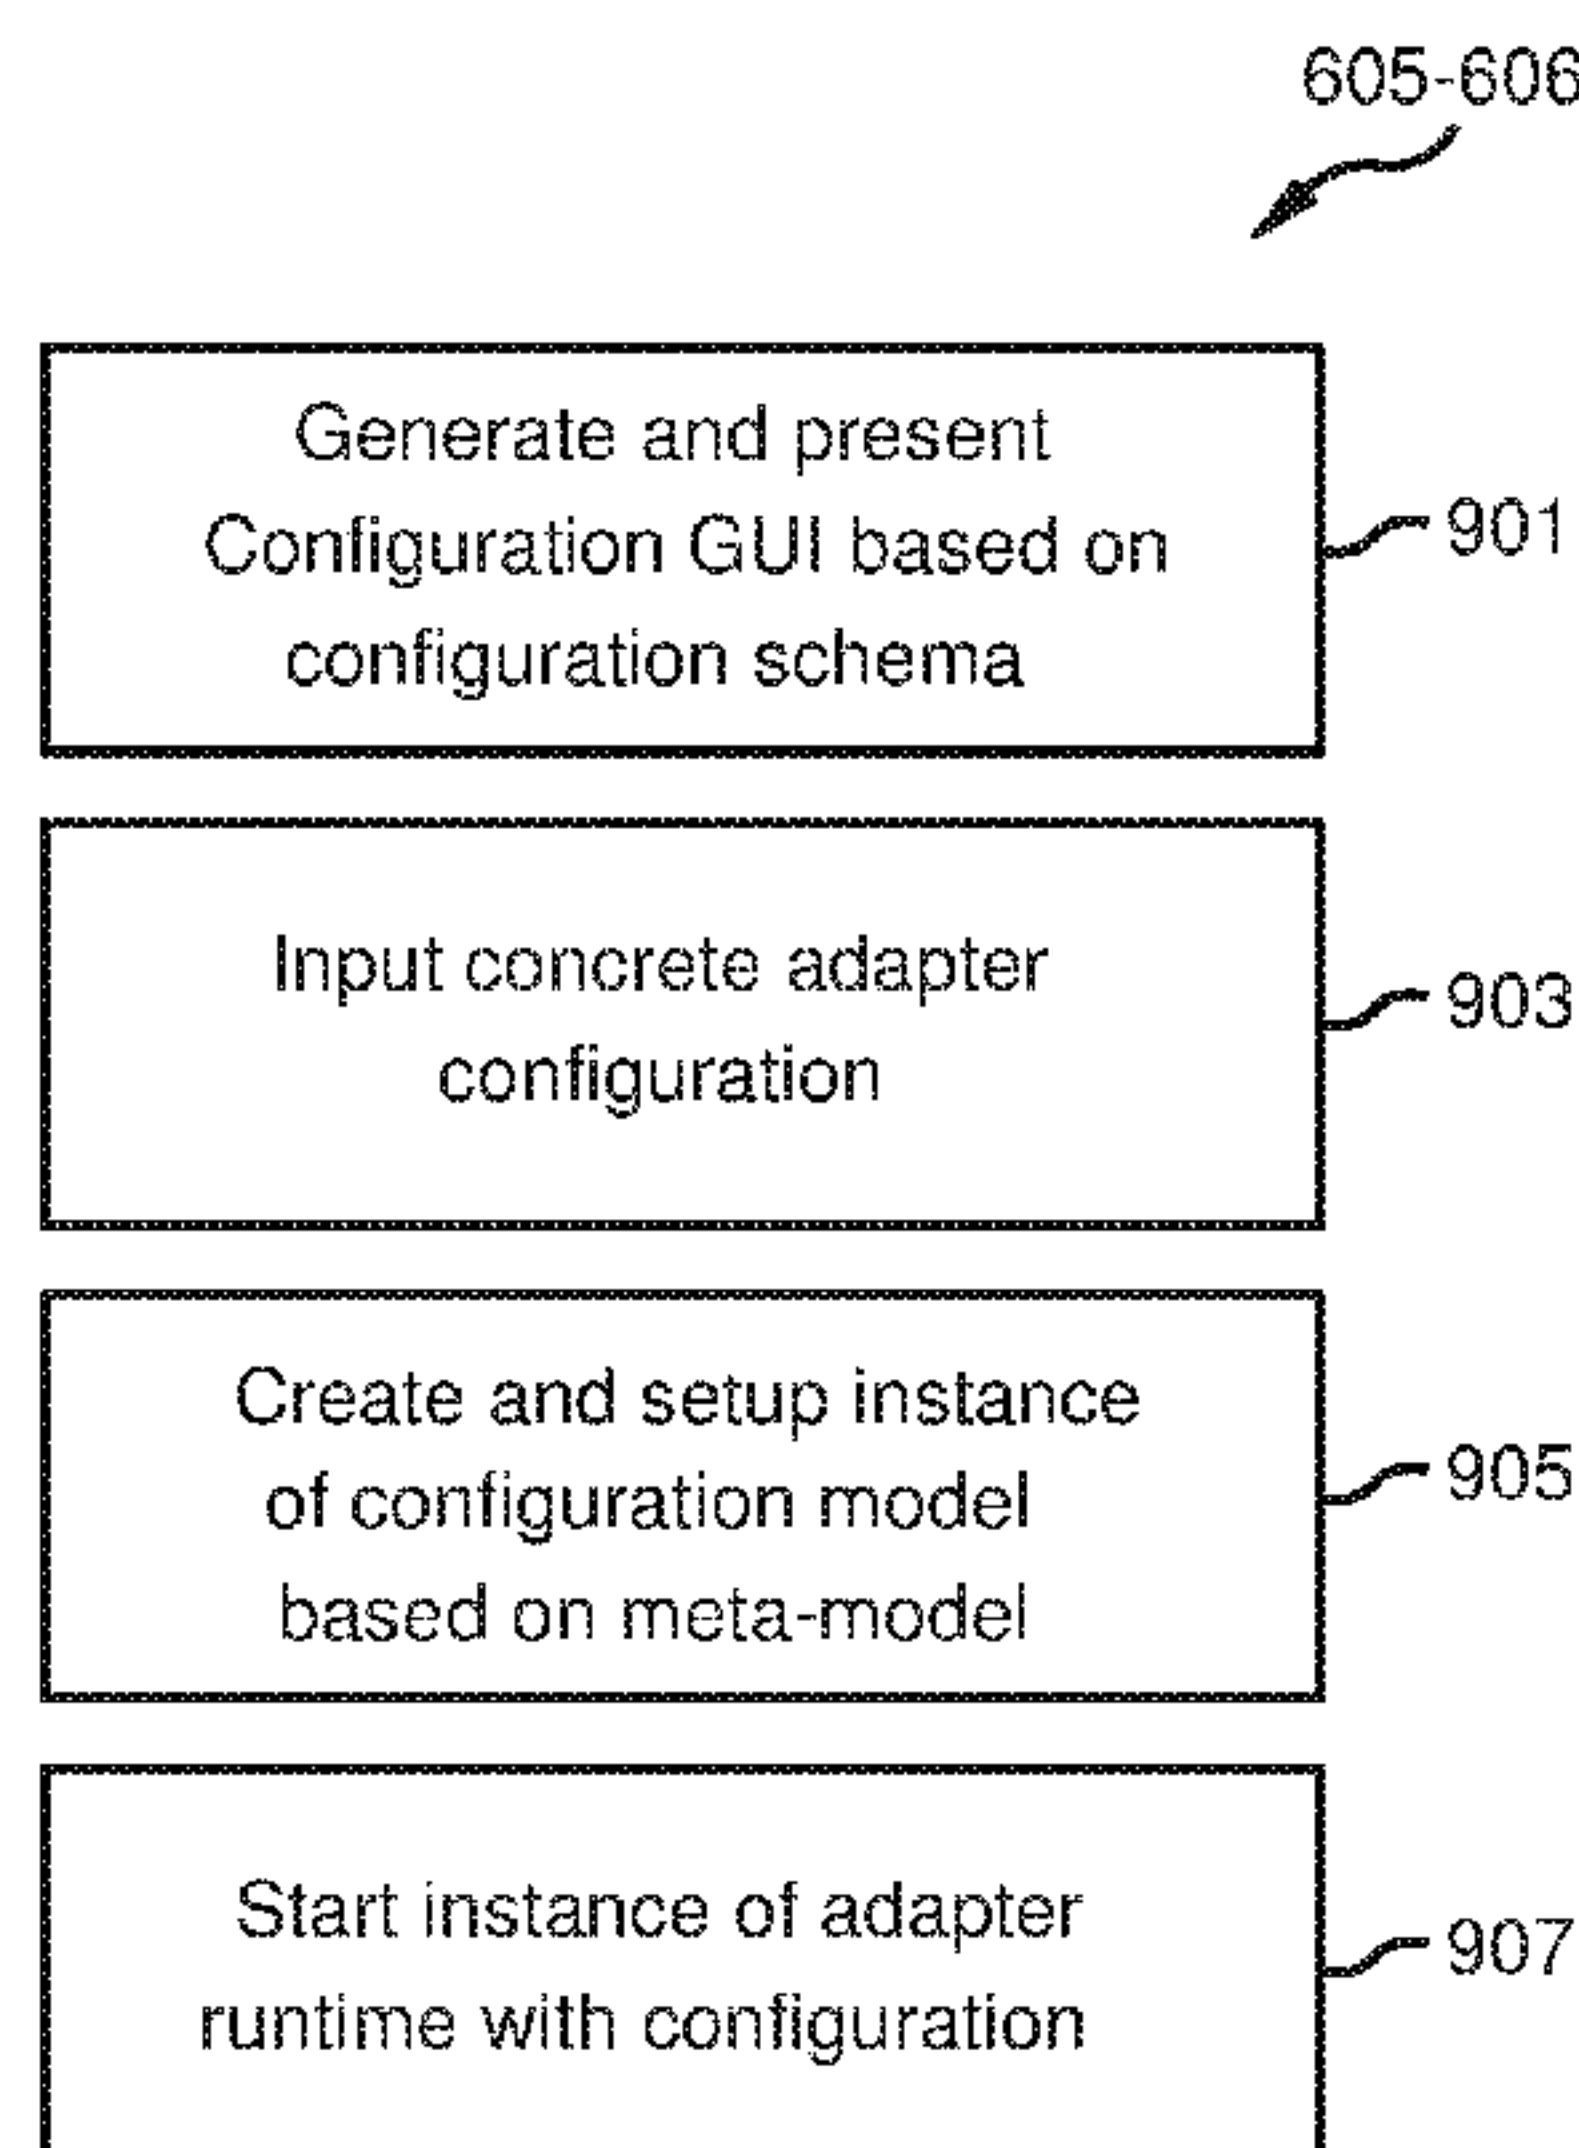 605-606
Generate and present
Configuration GUI based on
configuration schema
901
Input concrete adapter
configuration
903
Create and setup instance
of configuration model
based on meta-model
905
Start instance of adapter
runtime with configuration
907